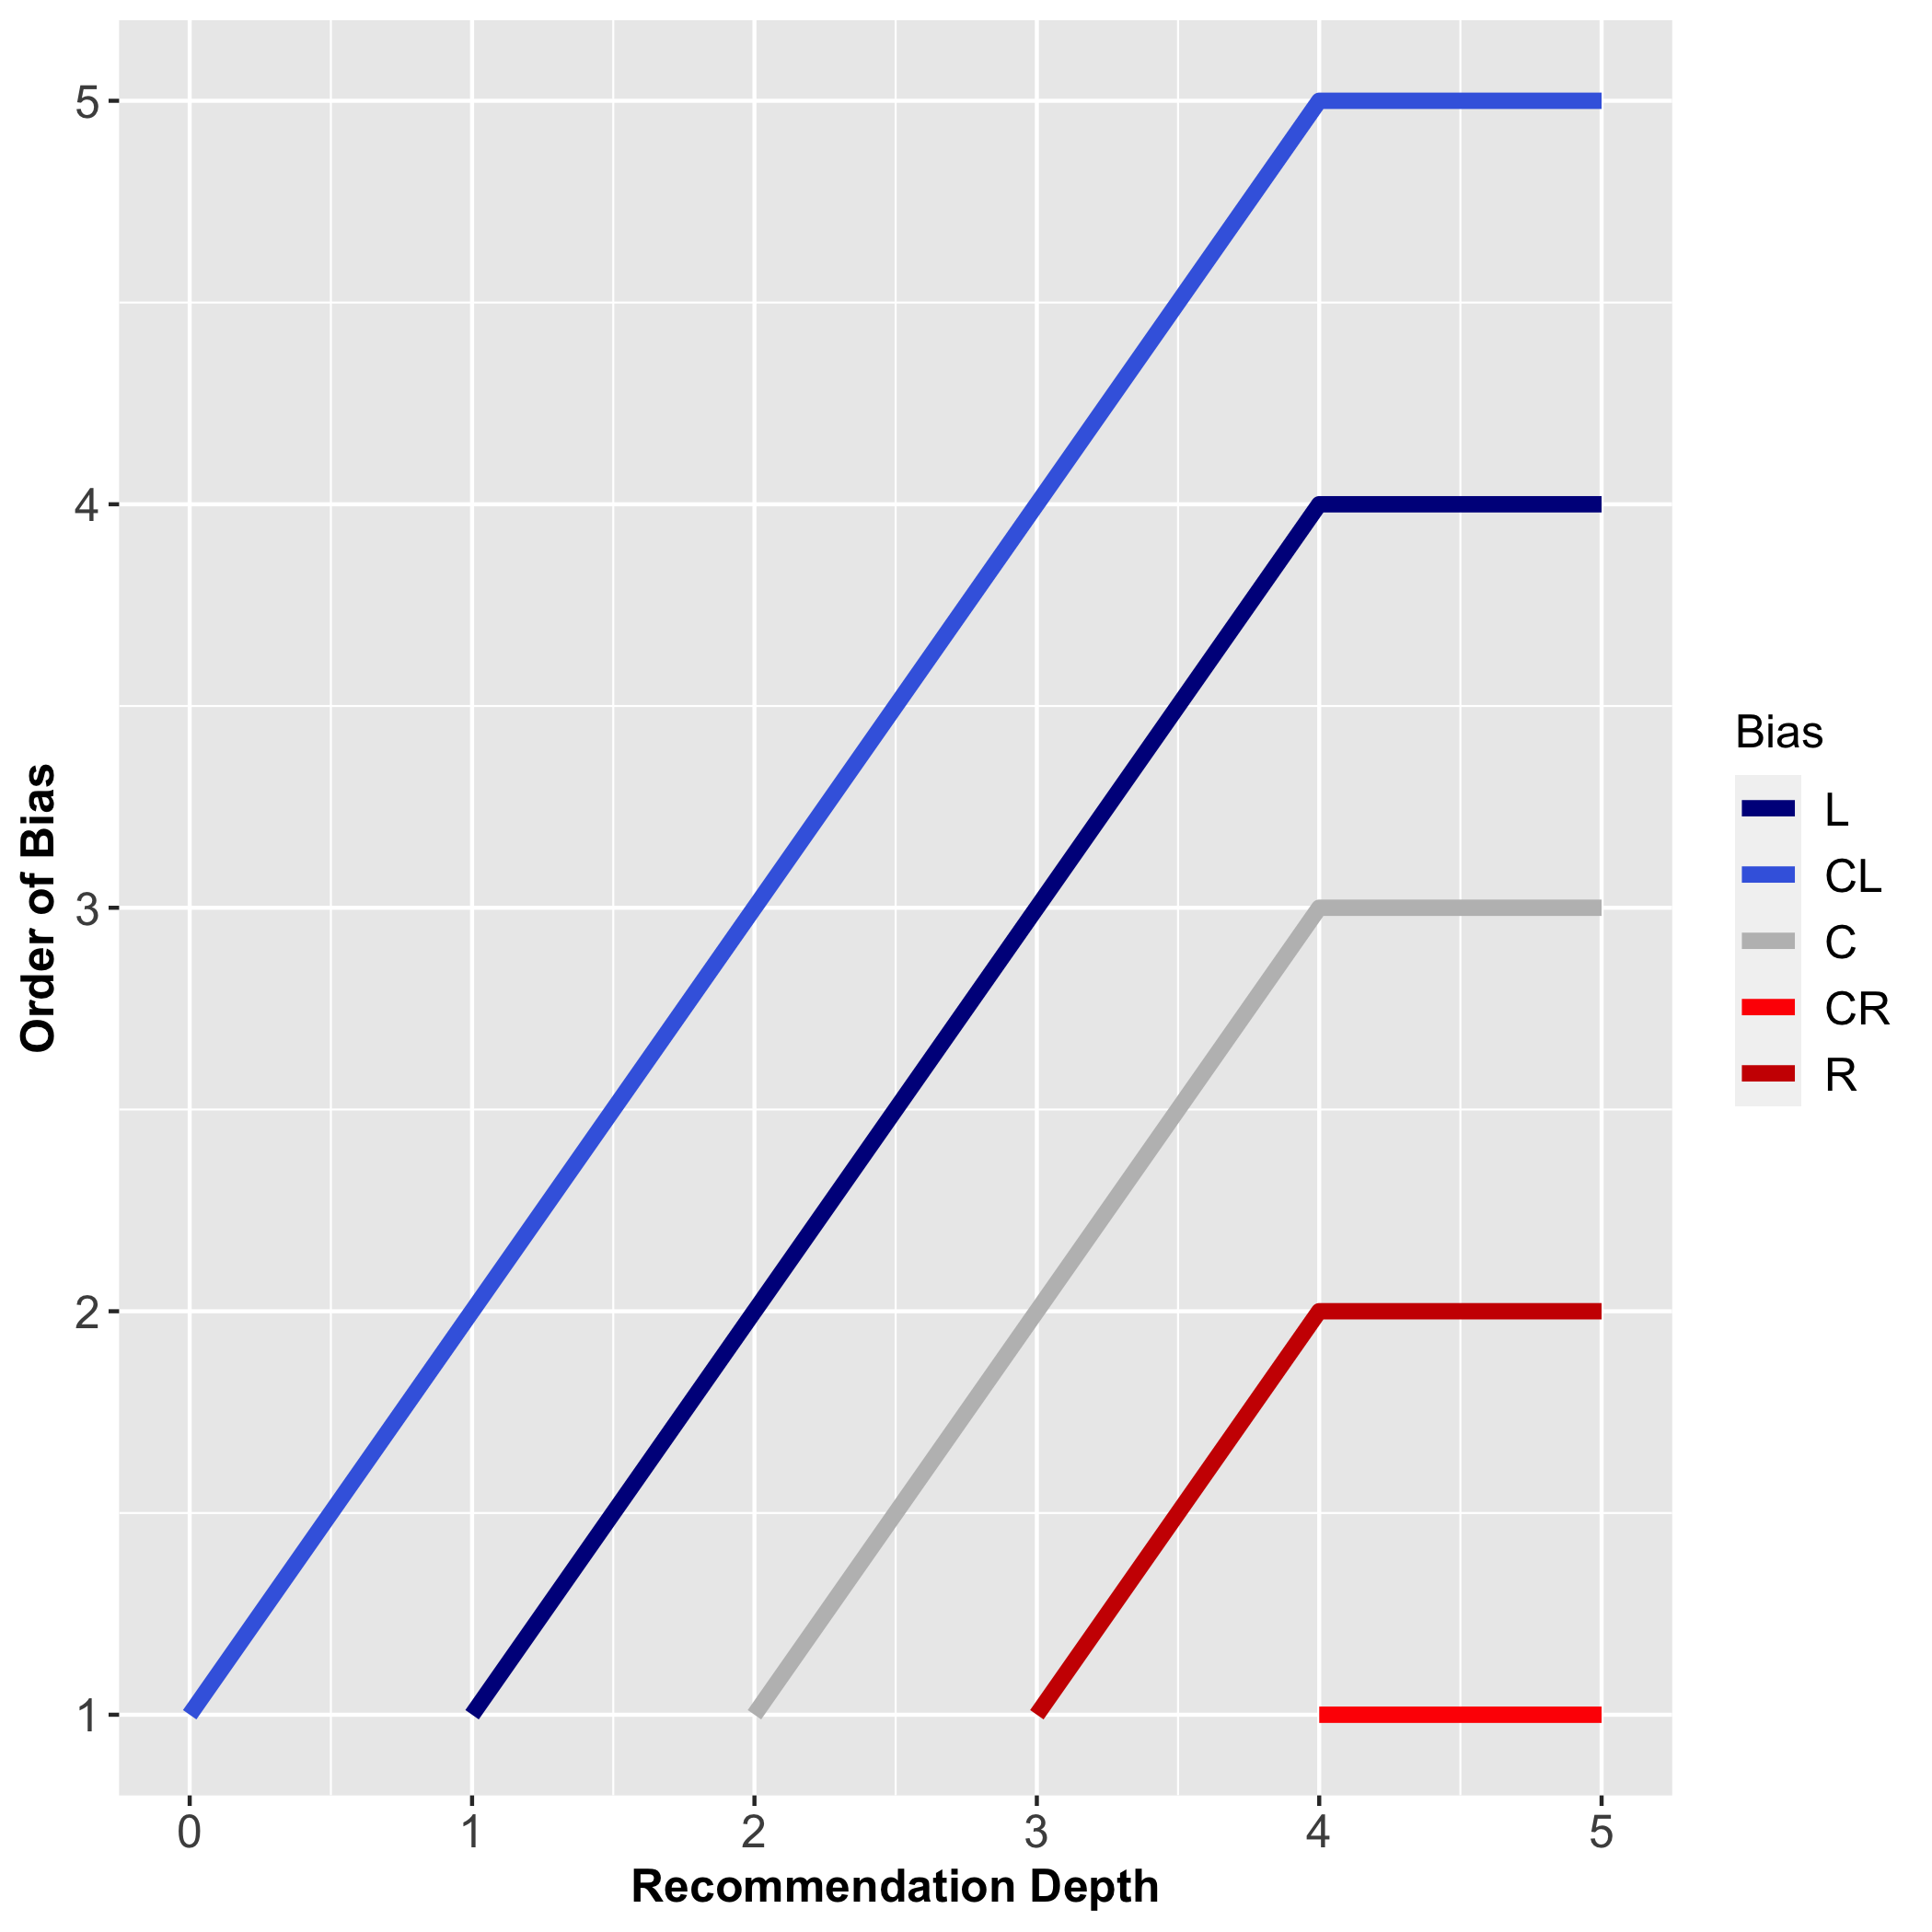 5
4
3
2
1
Order of Bias
0 1 2 3 4 5
Recommendation Depth
Bias
L
CL
C
CR
R